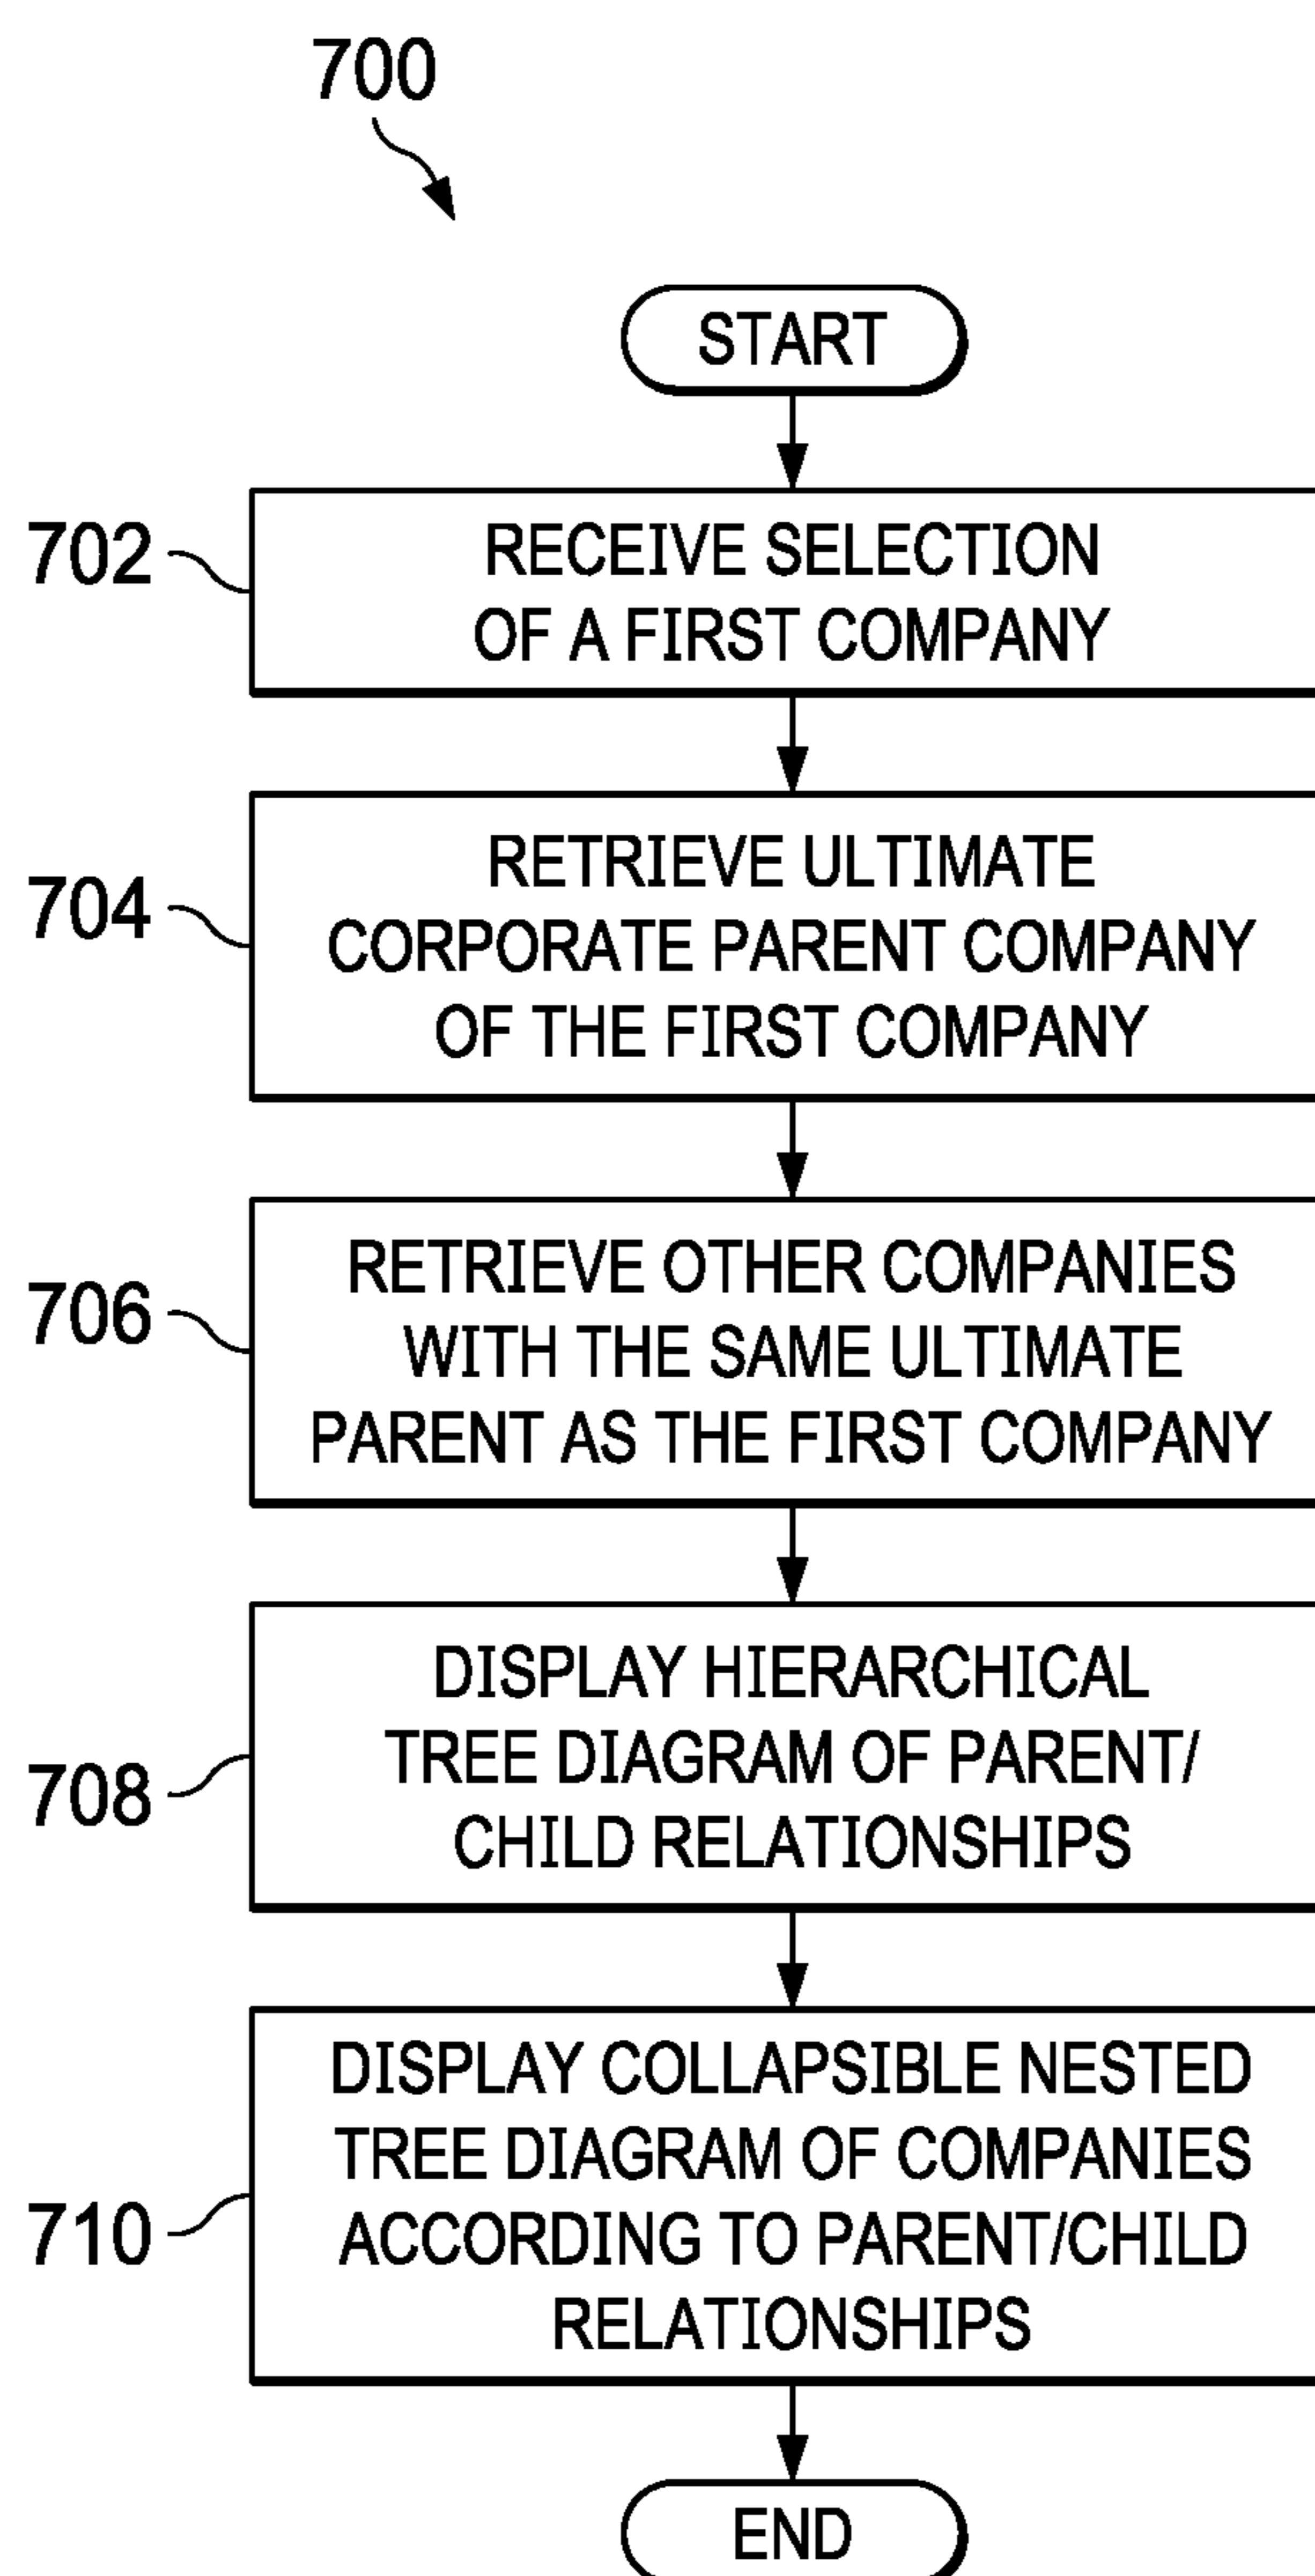 700
START
702
RECEIVE SELECTION
OF A FIRST COMPANY
704
RETRIEVE ULTIMATE
CORPORATE PARENT COMPANY
OF THE FIRST COMPANY
706
RETRIEVE OTHER COMPANIES
WITH THE SAME ULTIMATE
PARENT AS THE FIRST COMPANY
708
DISPLAY HIERARCHICAL
TREE DIAGRAM OF PARENT/
CHILD RELATIONSHIPS
710
DISPLAY COLLAPSIBLE NESTED
TREE DIAGRAM OF COMPANIES
ACCORDING TO PARENT/CHILD
RELATIONSHIPS
END